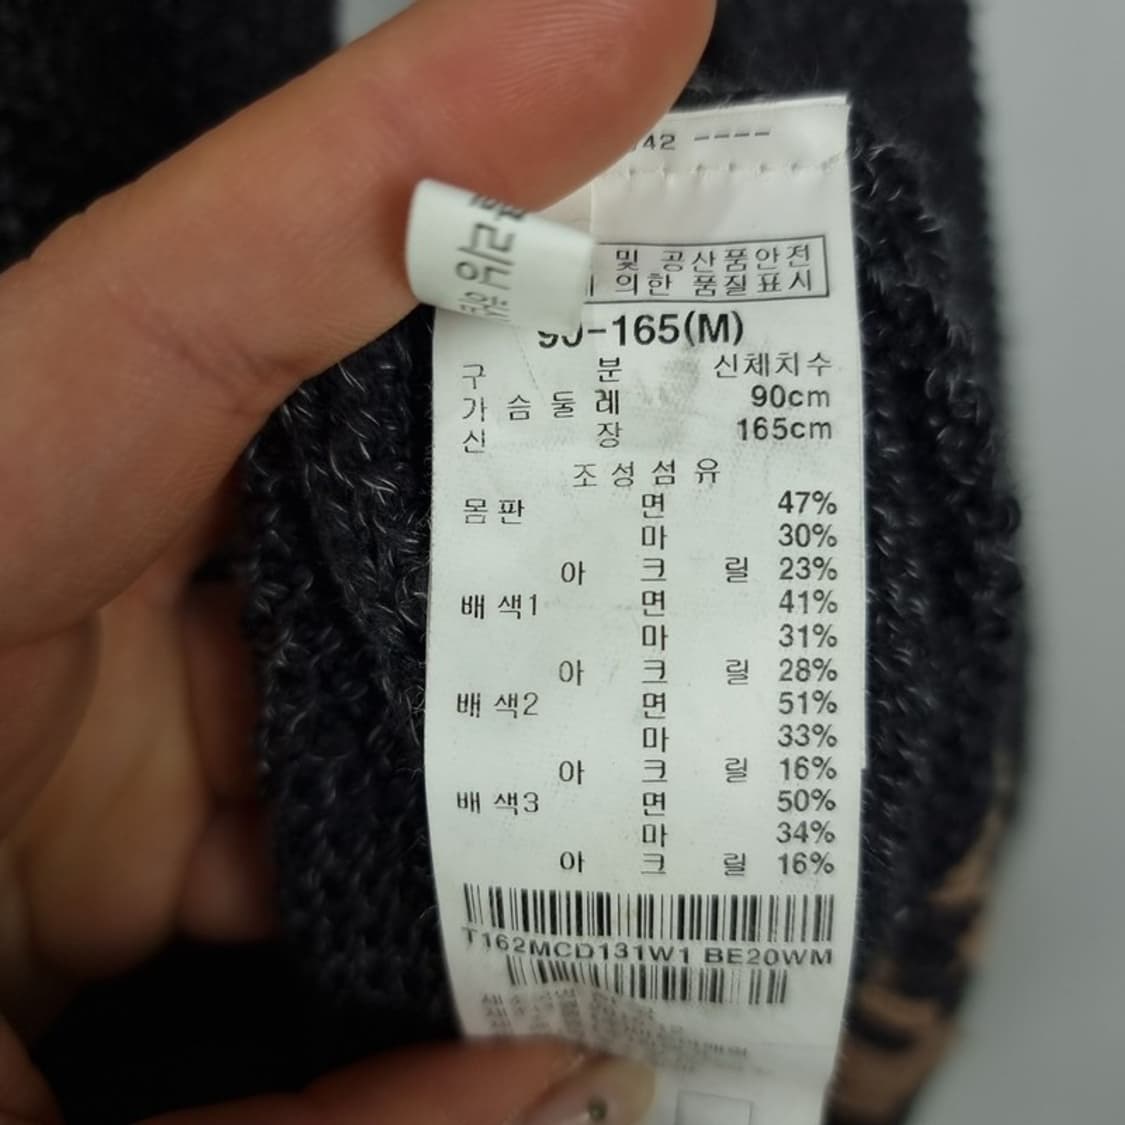 42 ----
및 공산품안전
의한 품질표시
90-165(M)
구 분 신체치수
가 슴 둘 레 90cm
신 장 165cm
조 성 섬 유
몸 판 면 47%
마 30%
아 크 릴 23%
배 색1 면 41%
마 31%
아 크 릴 28%
배 색2 면 51%
마 33%
아 크 릴 16%
배 색3 면 50%
마 34%
아 크 릴 16%
T162MCD131W1 BE20WM